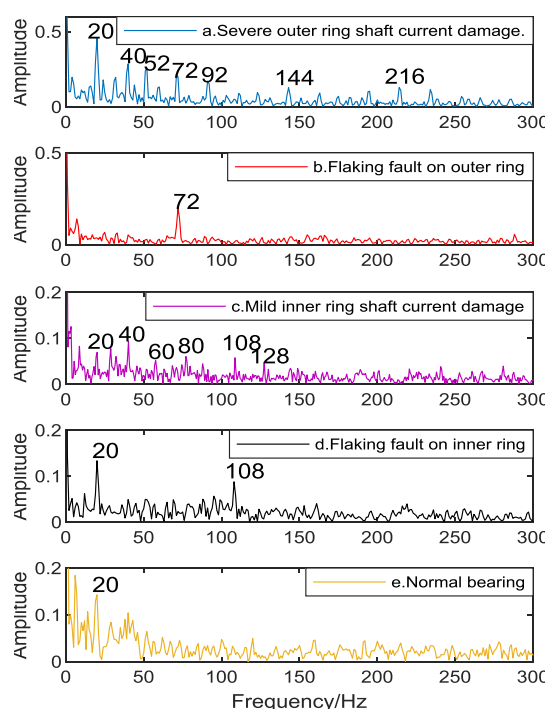 a.Severe outer ring shaft current damage.
20
40
52
72
92
144
216
Amplitude
0.5
0
0 50 100 150 200 250 300
b.Flaking fault on outer ring
72
Amplitude
0.5
0
0 50 100 150 200 250 300
c.Mild inner ring shaft current damage
20
40
60
80
108
128
Amplitude
0.2
0.1
0
0 50 100 150 200 250 300
d.Flaking fault on inner ring
20
108
Amplitude
0.2
0.1
0
0 50 100 150 200 250 300
e.Normal bearing
20
Amplitude
0.2
0.1
0
0 50 100 150 200 250 300
Frequency/Hz